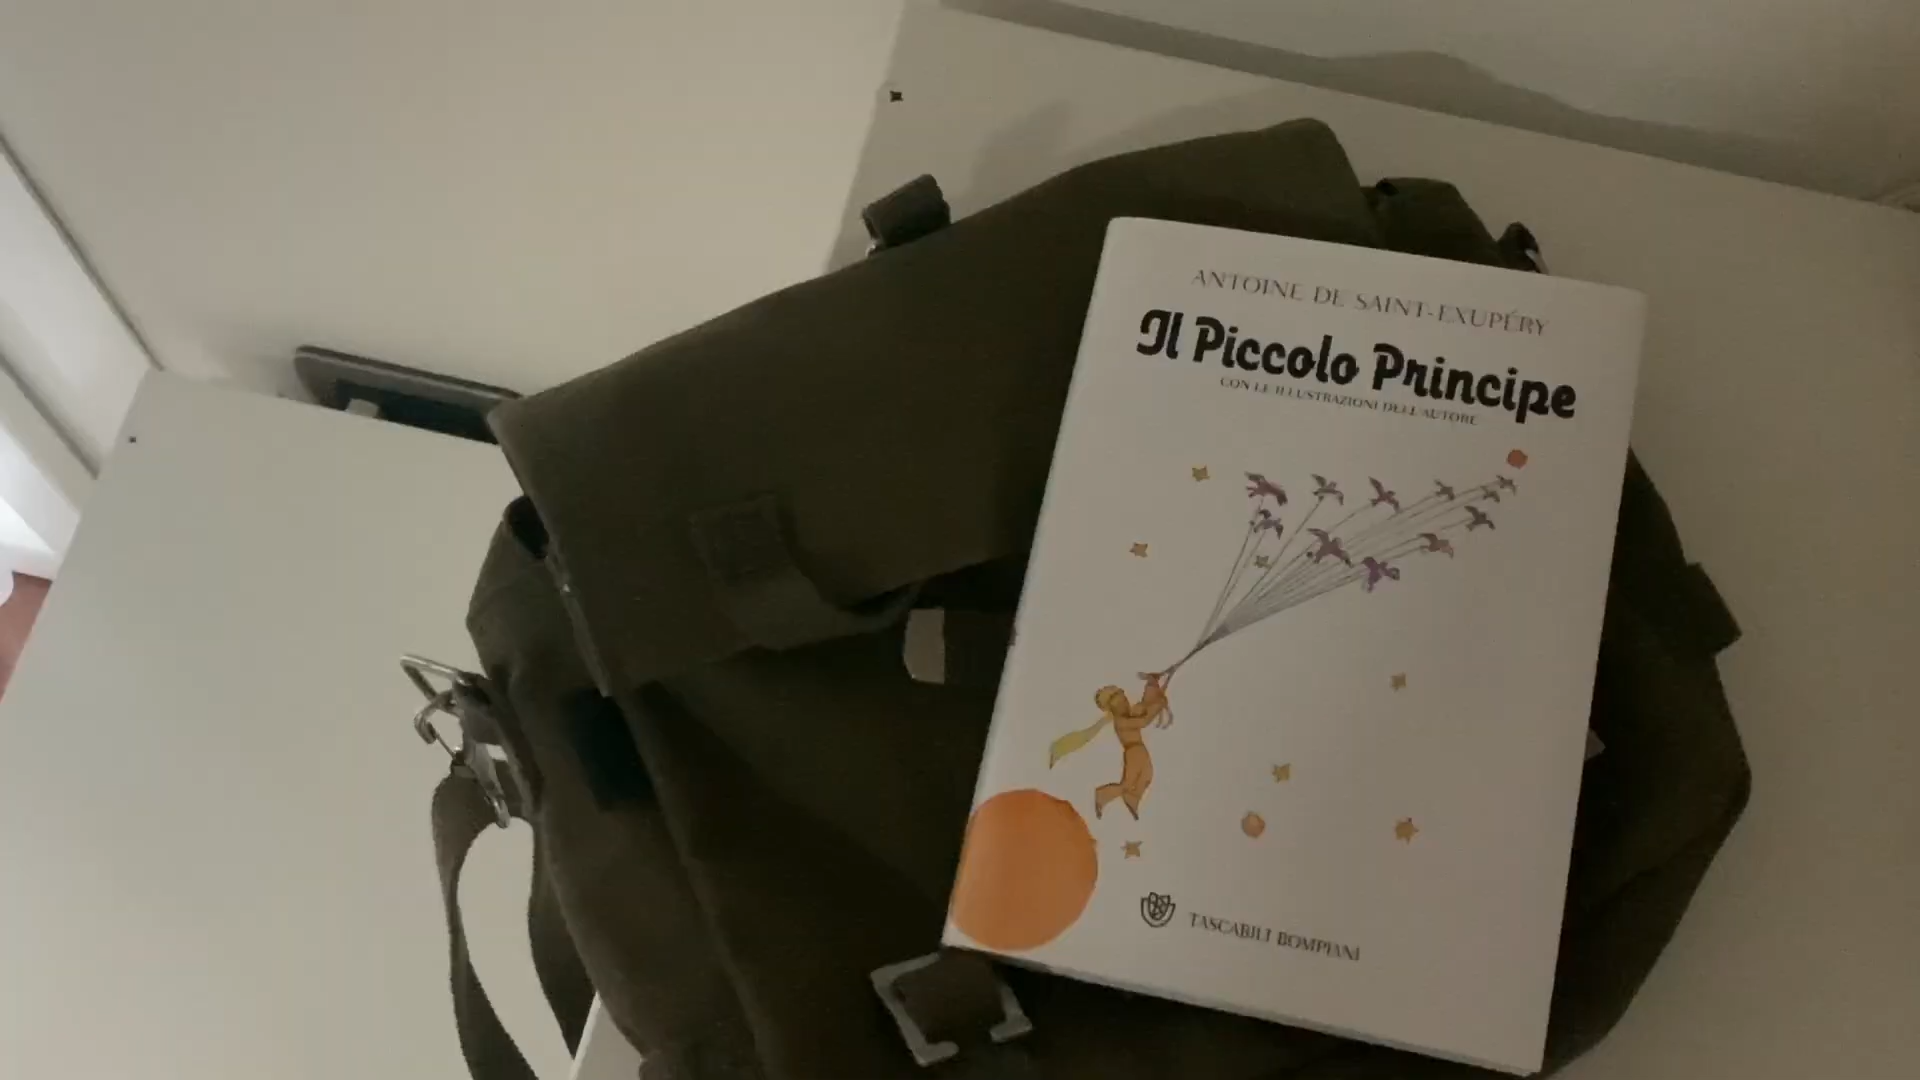 ANTOINE DE SAINT-EXUPÉRY
Il Piccolo Principe
CON LE ILLUSTRAZIONI DELL'AUTORE
TASCABILI BOMPIANI